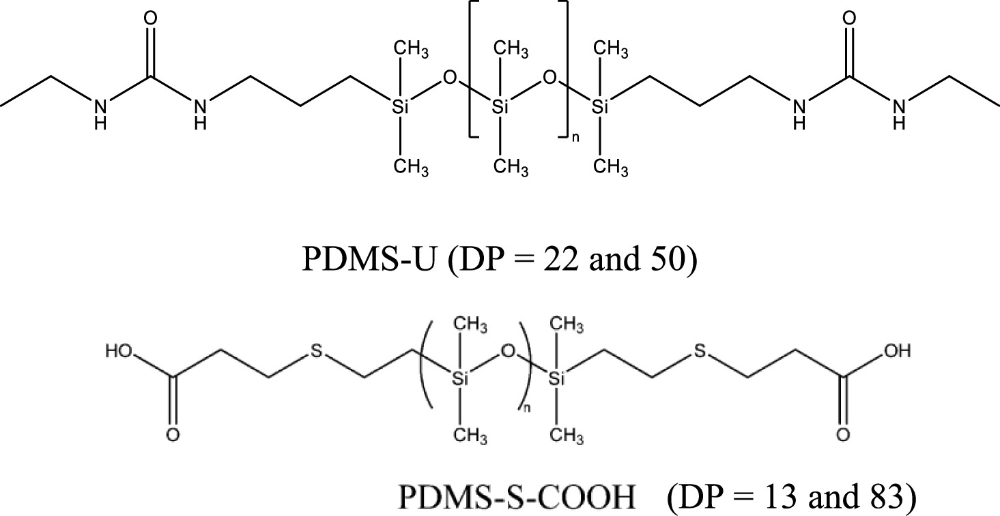 O O
CH3 CH3 CH3
O O
N N Si Si Si N N
H H n H H
CH3 CH3 CH3
PDMS-U (DP = 22 and 50)
CH3 CH3
HO S O S OH
Si Si
n
O CH3 CH3 O
PDMS-S-COOH (DP = 13 and 83)